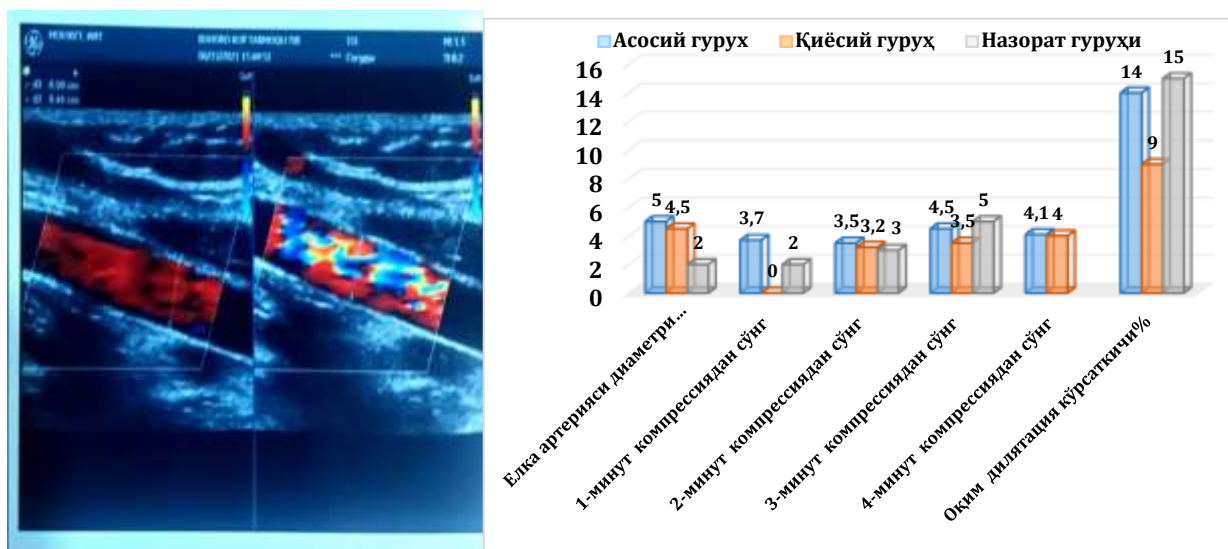 Асосий гурух Қиёсий гуруҳ Назорат гуруҳи
16
14
12
10
8
6
4
2
0
5 4,5 2
3,7 0 2
3,5 3,2 3
4,5 3,5 5
4,1 4
14 9 15
Елка артерияси диаметри...
1-минут компрессиядан сўнг
2-минут компрессиядан сўнг
3-минут компрессиядан сўнг
4-минут компрессиядан сўнг
Оқим дилятация кўрсаткичи%